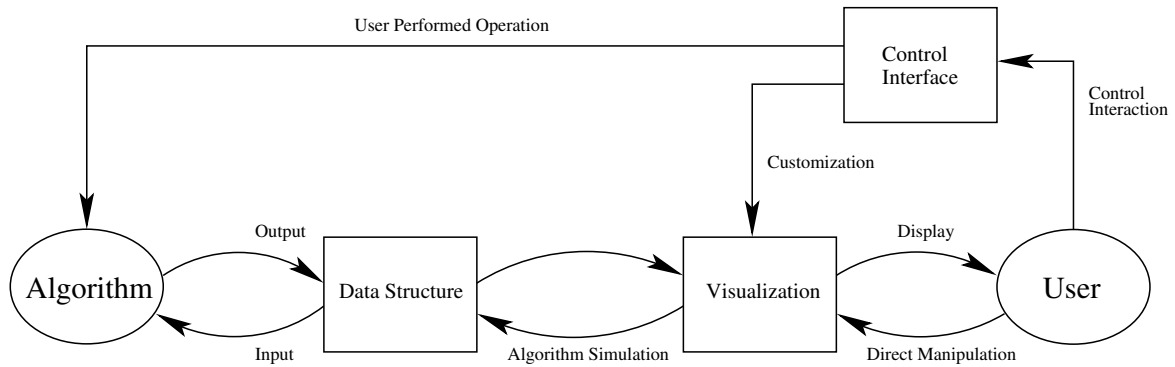 User Performed Operation
Control
Interface
Control
Interaction
Customization
Output
Display
Algorithm
Data Structure
Visualization
User
Input
Algorithm Simulation
Direct Manipulation